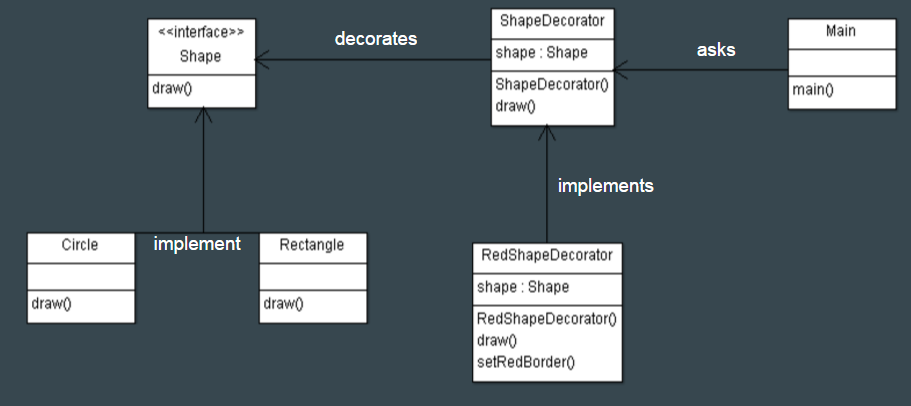 <<interface>>
Shape
draw()
decorates
ShapeDecorator
shape : Shape
ShapeDecorator()
draw()
asks
Main
main()
implements
Circle
draw()
implement
Rectangle
draw()
RedShapeDecorator
shape : Shape
RedShapeDecorator()
draw()
setRedBorder()